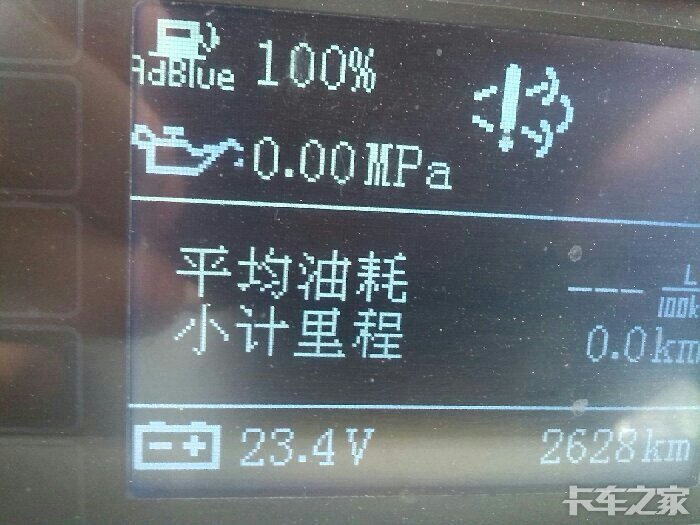 AdBlue 100%
0.00MPa
平均油耗 ---- L/100k
小计里程 0.0km
23.4V 2628km
卡车之家